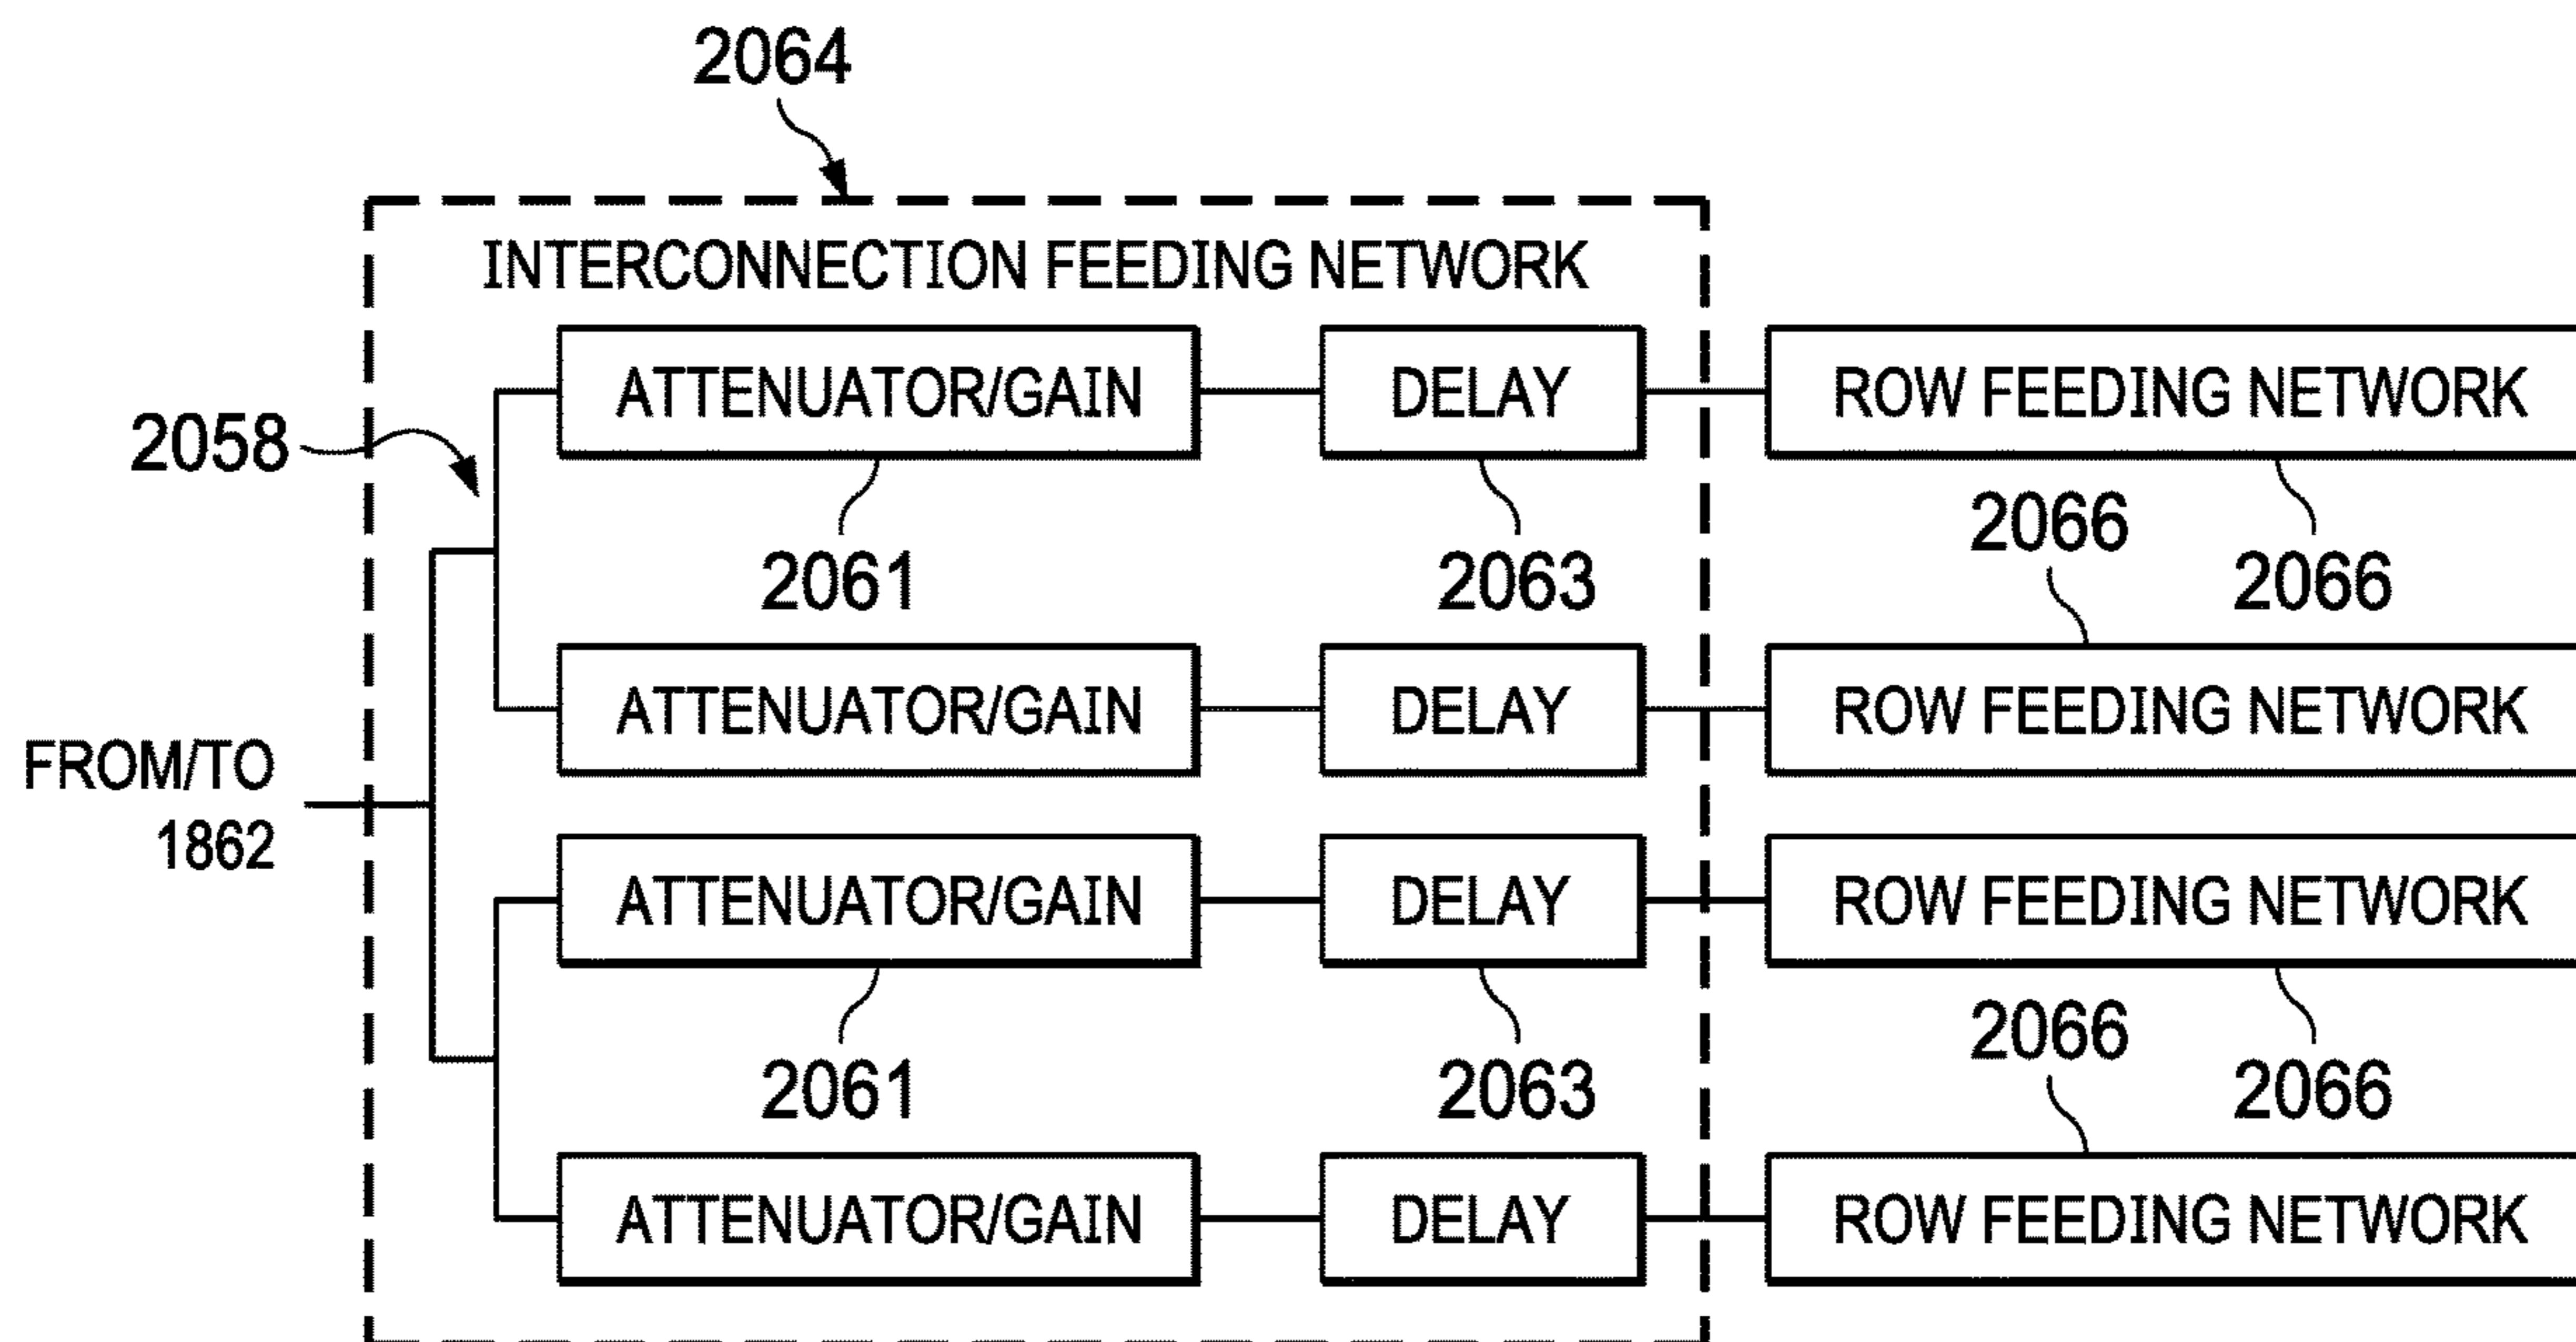 2064
INTERCONNECTION FEEDING NETWORK
ATTENUATOR/GAIN DELAY ROW FEEDING NETWORK
2058
2066
2061 2063 2066
ATTENUATOR/GAIN DELAY ROW FEEDING NETWORK
FROM/TO
1862
ATTENUATOR/GAIN DELAY ROW FEEDING NETWORK
2066
2061 2063 2066
ATTENUATOR/GAIN DELAY ROW FEEDING NETWORK